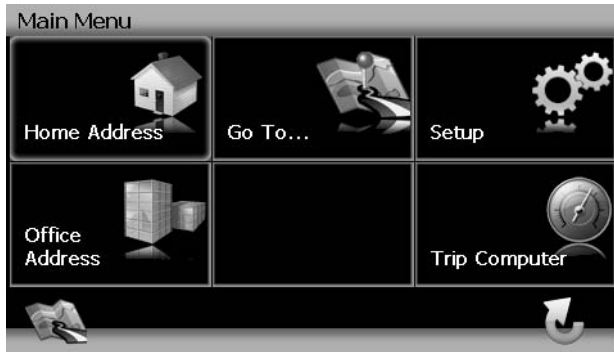 Main Menu
Home Address
Go To...
Setup
Office
Address
Trip Computer